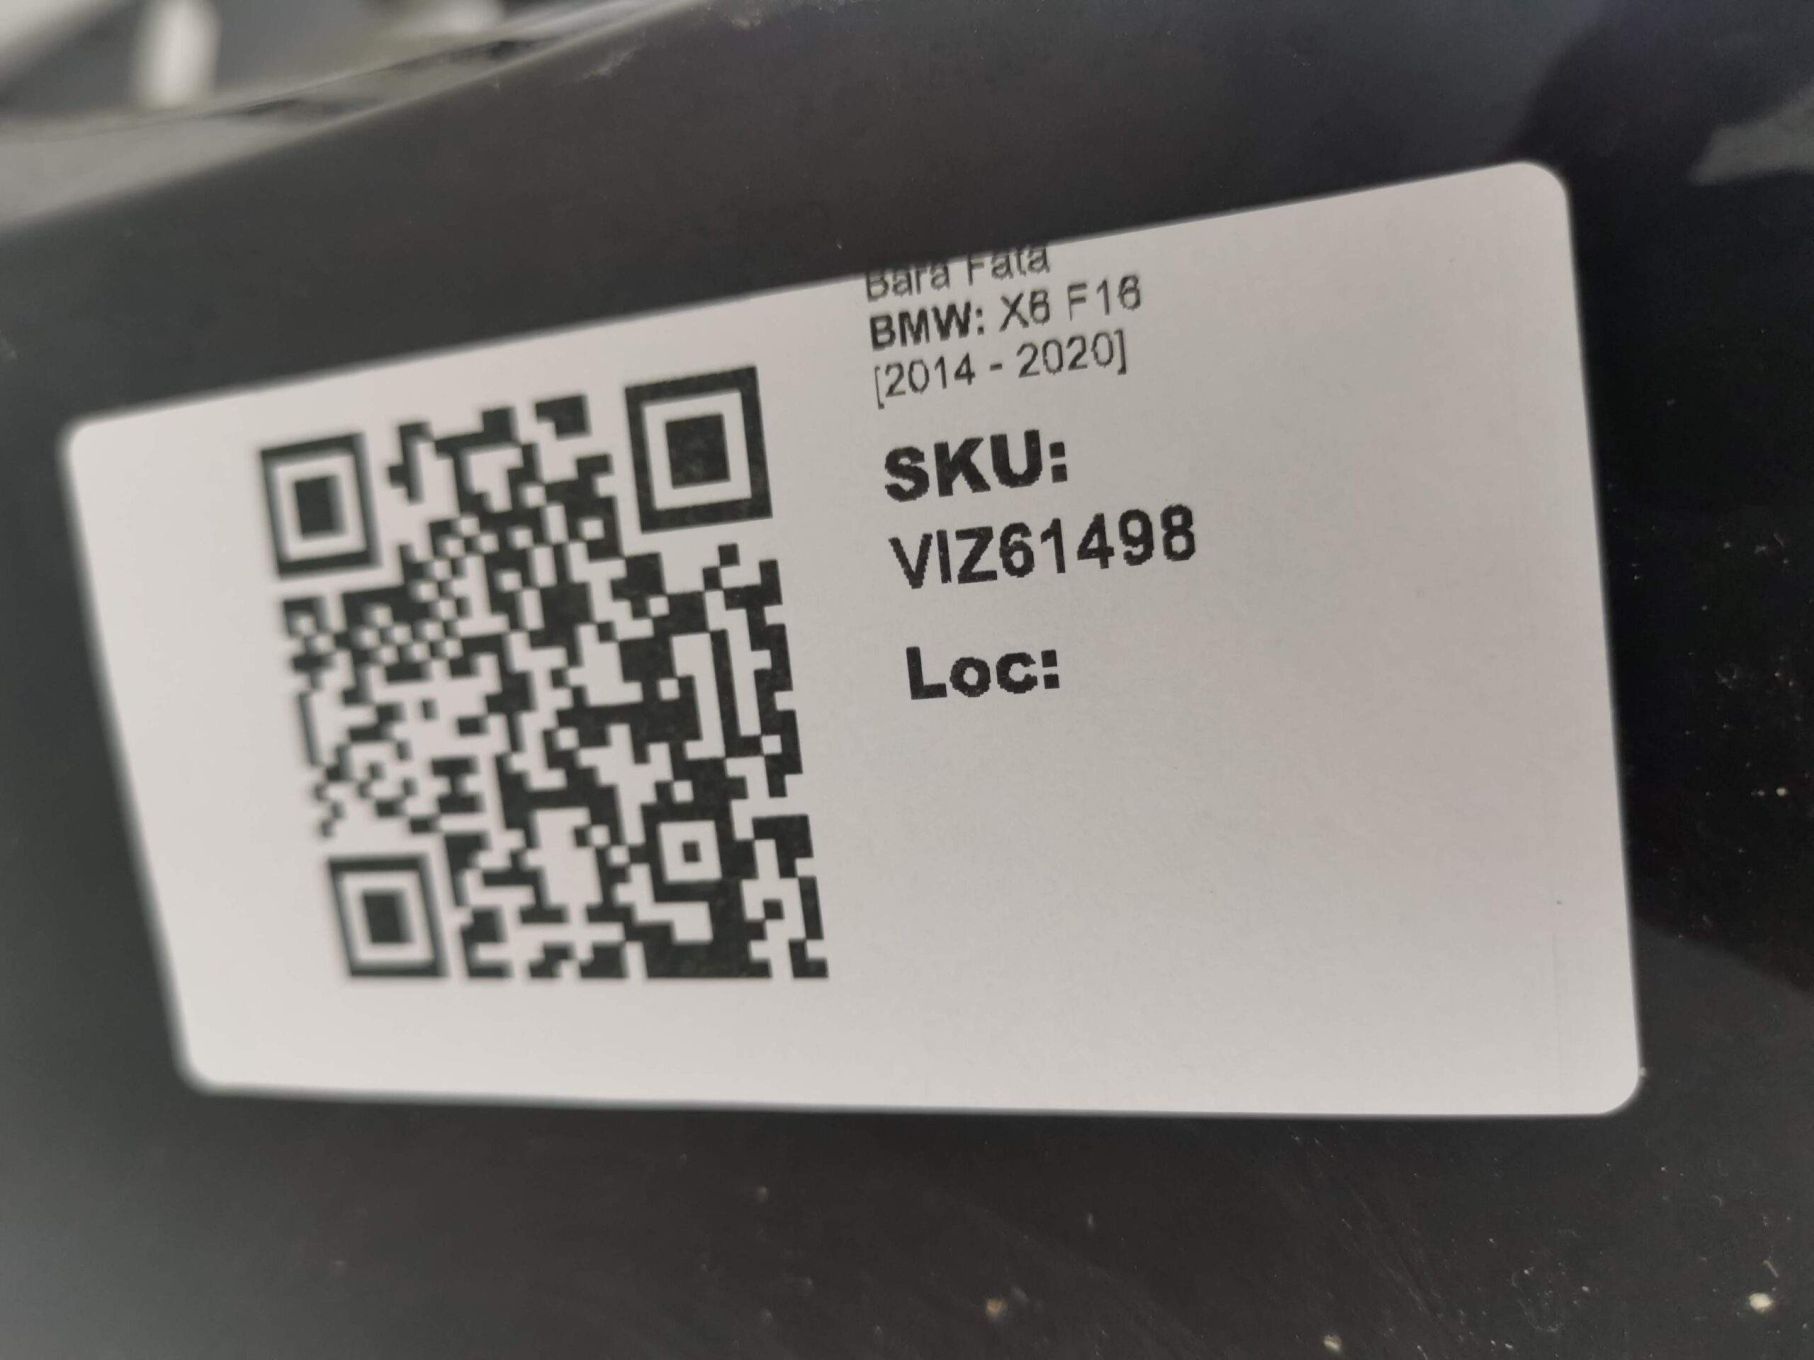 Bara Fata
BMW: X6 F16
[2014 - 2020]
SKU:
VIZ61498
Loc: